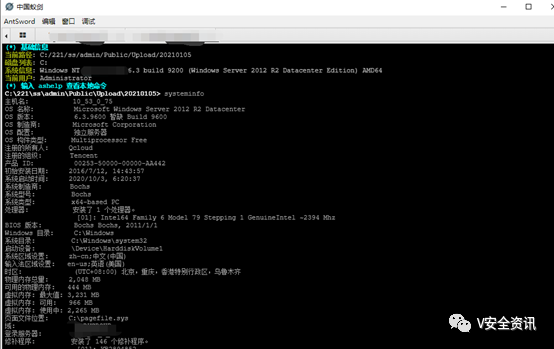 中国蚁剑
AntSword 编辑 窗口 调试
(*) 基础信息
当前路径: C:/221/ss/admin/Public/Upload/20210105
磁盘列表: C:
系统信息: Windows NT 6.3 build 9200 (Windows Server 2012 R2 Datacenter Edition) AMD64
当前用户: Administrator
(*) 输入 ashelp 查看本地命令
C:\221\ss\admin\Public\Upload\20210105> systeminfo
主机名: 10_53_0_75
OS 名称: Microsoft Windows Server 2012 R2 Datacenter
OS 版本: 6.3.9600 暂缺 Build 9600
OS 制造商: Microsoft Corporation
OS 配置: 独立服务器
OS 构件类型: Multiprocessor Free
注册的所有人: Qcloud
注册的组织: Tencent
产品 ID: 00253-50000-00000-AA442
初始安装日期: 2016/7/12, 14:43:57
系统启动时间: 2020/10/3, 6:20:37
系统制造商: Bochs
系统型号: Bochs
系统类型: x64-based PC
处理器: 安装了 1 个处理器。
[01]: Intel64 Family 6 Model 79 Stepping 1 GenuineIntel ~2394 Mhz
BIOS 版本: Bochs Bochs, 2011/1/1
Windows 目录: C:\Windows
系统目录: C:\Windows\system32
启动设备: \Device\HarddiskVolume1
系统区域设置: zh-cn;中文(中国)
输入法区域设置: en-us;英语(美国)
时区: (UTC+08:00) 北京，重庆，香港特别行政区，乌鲁木齐
物理内存总量: 2,048 MB
可用的物理内存: 444 MB
虚拟内存: 最大值: 3,231 MB
虚拟内存: 可用: 966 MB
虚拟内存: 使用中: 2,265 MB
页面文件位置: C:\pagefile.sys
域:
登录服务器:
修补程序: 安装了 146 个修补程序。
V安全资讯